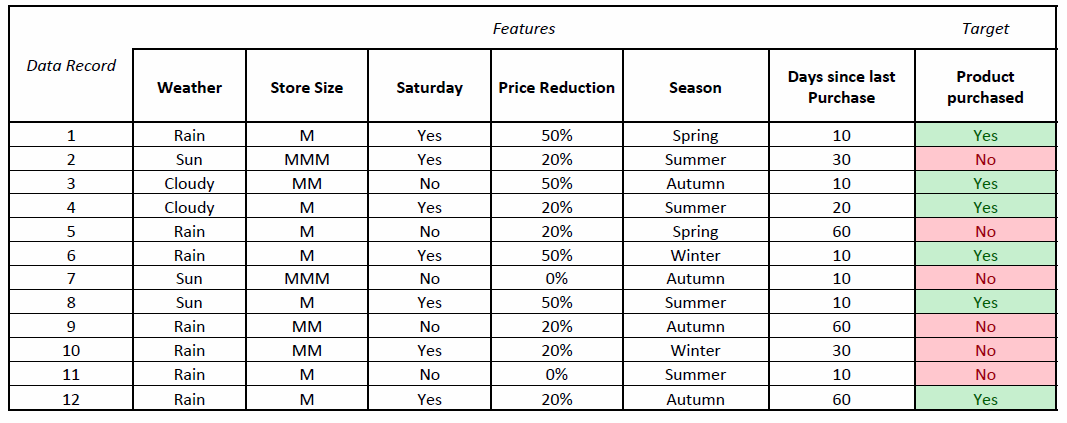 Features Target
Data Record
Weather Store Size Saturday Price Reduction Season Days since last Purchase Product purchased
1 Rain M Yes 50% Spring 10 Yes
2 Sun MMM Yes 20% Summer 30 No
3 Cloudy MM No 50% Autumn 10 Yes
4 Cloudy M Yes 20% Summer 20 Yes
5 Rain M No 20% Spring 60 No
6 Rain M Yes 50% Winter 10 Yes
7 Sun MMM No 0% Autumn 10 No
8 Sun M Yes 50% Summer 10 Yes
9 Rain MM No 20% Autumn 60 No
10 Rain MM Yes 20% Winter 30 No
11 Rain M No 0% Summer 10 No
12 Rain M Yes 20% Autumn 60 Yes